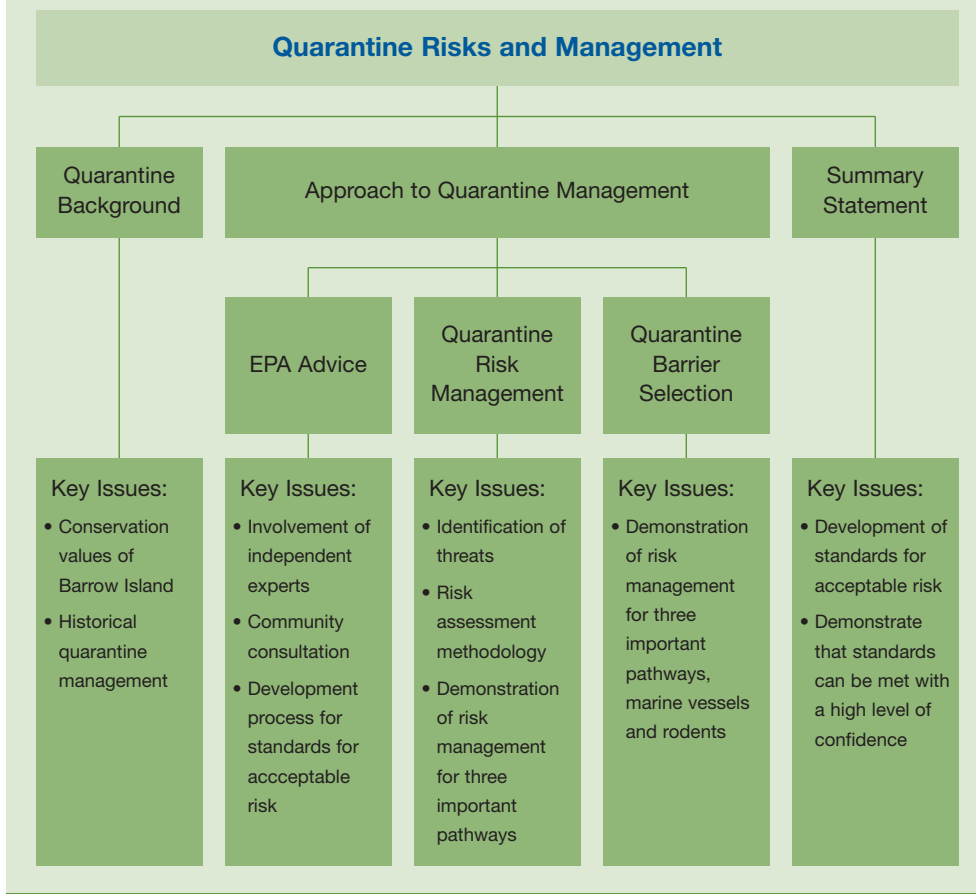 Quarantine Risks and Management
Quarantine
Background
Approach to Quarantine Management
Summary
Statement
EPA Advice
Quarantine
Risk
Management
Quarantine
Barrier
Selection
Key Issues:
• Conservation
values of
Barrow Island
• Historical
quarantine
management
Key Issues:
• Involvement of
independent
experts
• Community
consultation
• Development
process for
standards for
accceptable
risk
Key Issues:
• Identification of
threats
• Risk
assessment
methodology
• Demonstration
of risk
management
for three
important
pathways
Key Issues:
• Demonstration
of risk
management
for three
important
pathways,
marine vessels
and rodents
Key Issues:
• Development of
standards for
acceptable risk
• Demonstrate
that standards
can be met with
a high level of
confidence